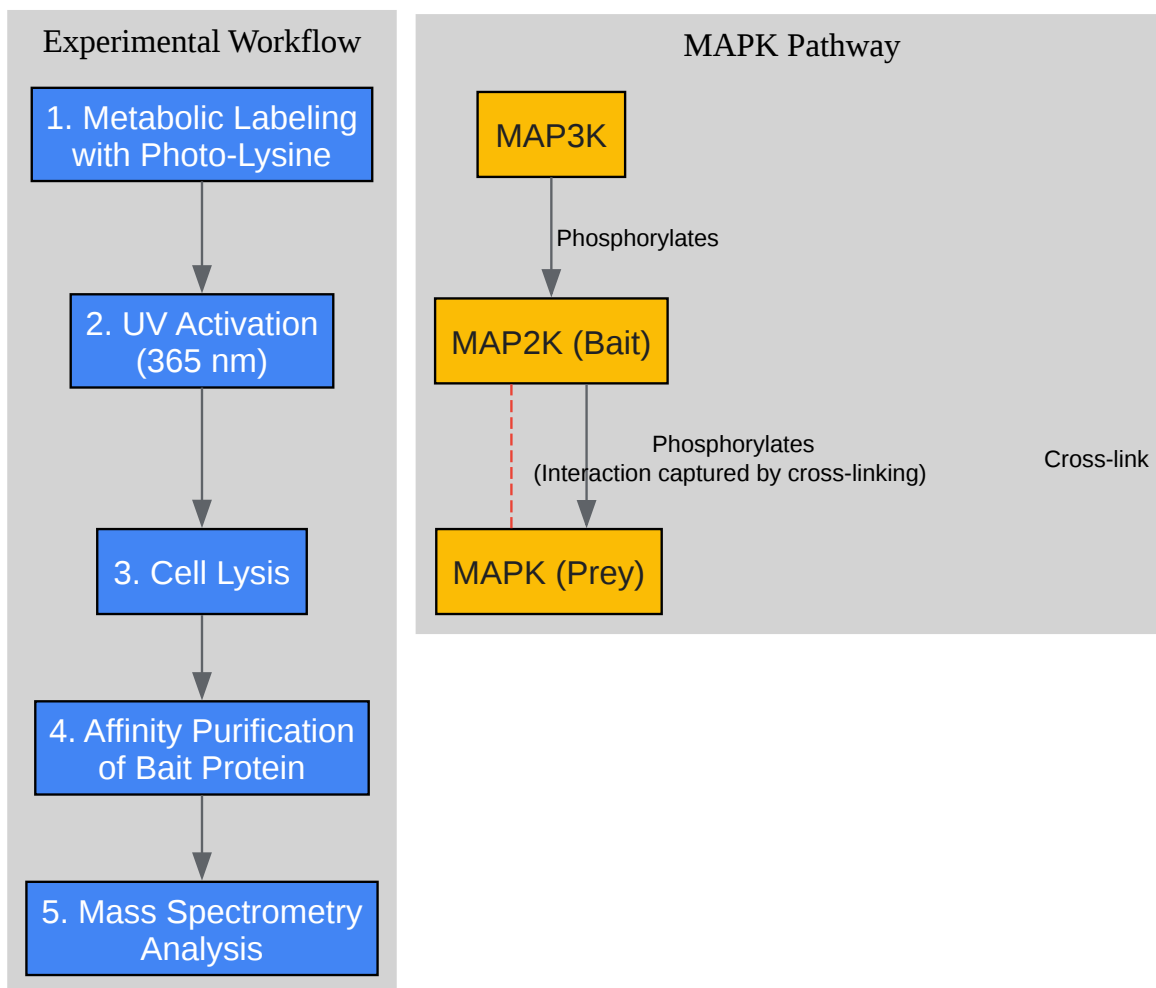 Experimental Workflow
1. Metabolic Labeling
with Photo-Lysine
2. UV Activation
(365 nm)
3. Cell Lysis
4. Affinity Purification
of Bait Protein
5. Mass Spectrometry
Analysis
MAPK Pathway
MAP3K
Phosphorylates
MAP2K (Bait)
Phosphorylates
(Interaction captured by cross-linking)
Cross-link
MAPK (Prey)